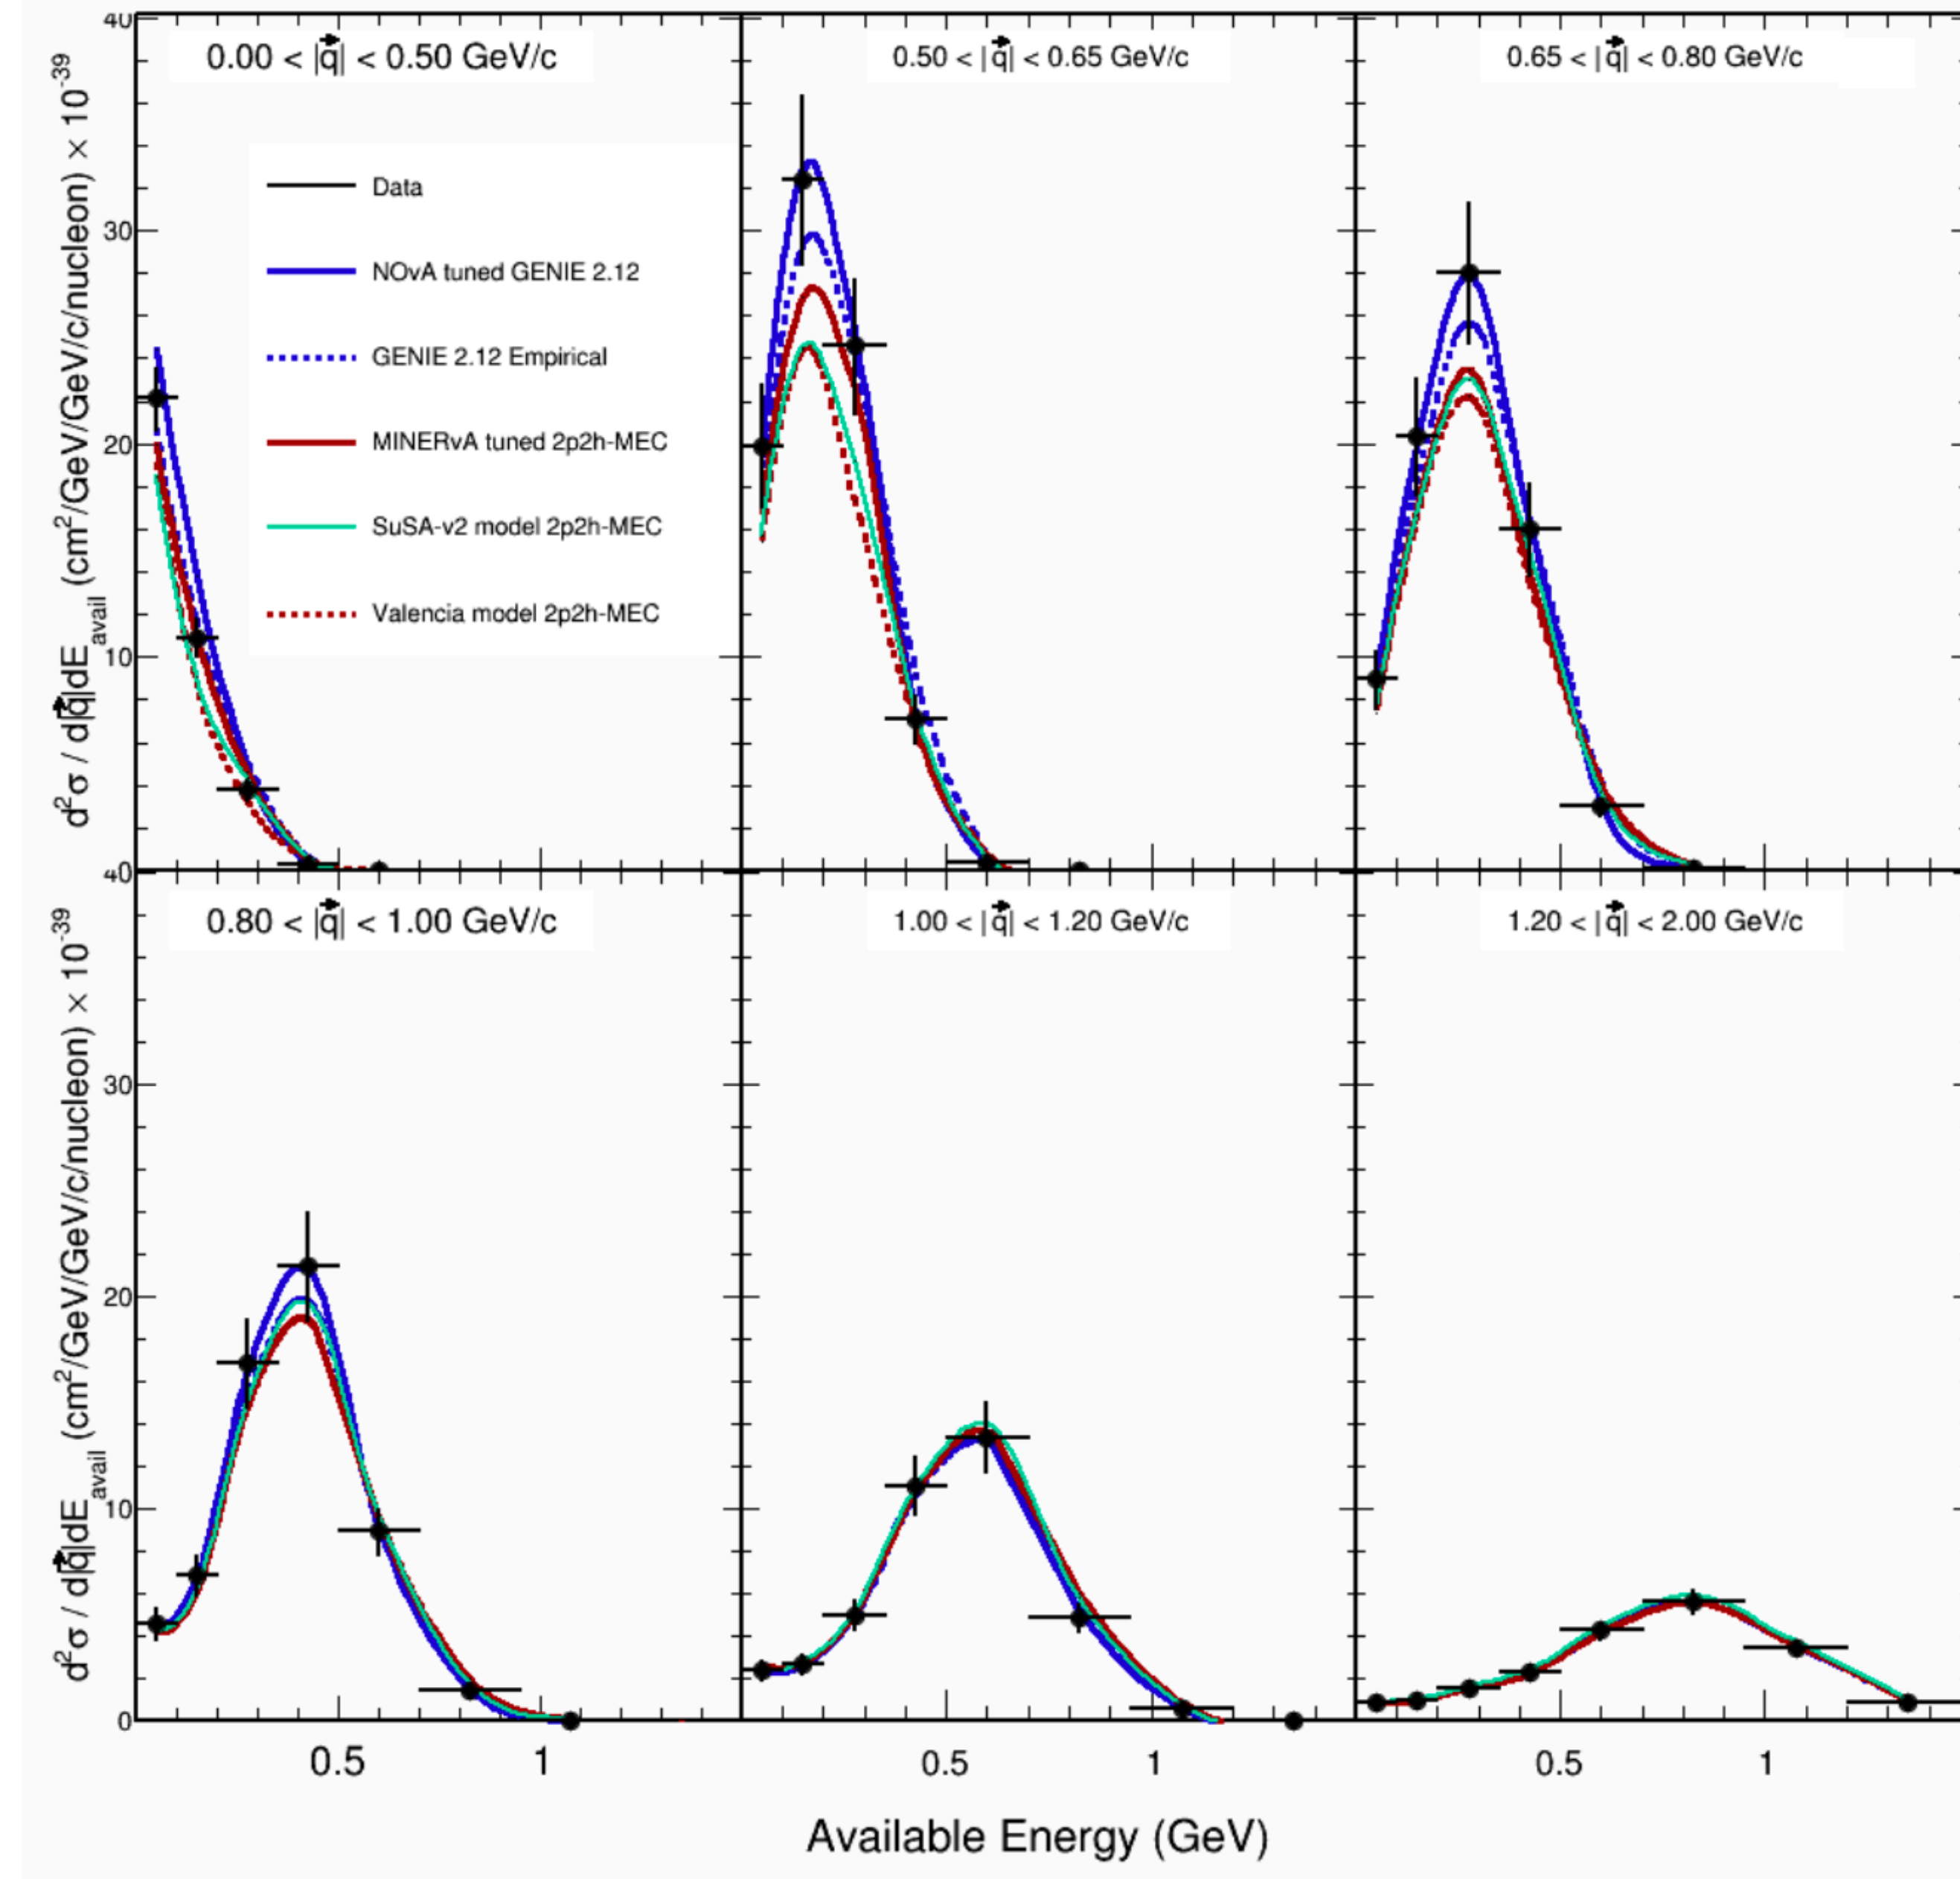 d²σ / d|q⃗|dE_avail (cm²/GeV/GeV/c/nucleon) × 10⁻³⁹
40
30
20
10
0
0.00 < |q⃗| < 0.50 GeV/c
Data
NOvA tuned GENIE 2.12
GENIE 2.12 Empirical
MINERvA tuned 2p2h-MEC
SuSA-v2 model 2p2h-MEC
Valencia model 2p2h-MEC
0.50 < |q⃗| < 0.65 GeV/c
0.65 < |q⃗| < 0.80 GeV/c
d²σ / d|q⃗|dE_avail (cm²/GeV/GeV/c/nucleon) × 10⁻³⁹
40
30
20
10
0
0.80 < |q⃗| < 1.00 GeV/c
1.00 < |q⃗| < 1.20 GeV/c
1.20 < |q⃗| < 2.00 GeV/c
0.5 1 0.5 1 0.5 1
Available Energy (GeV)